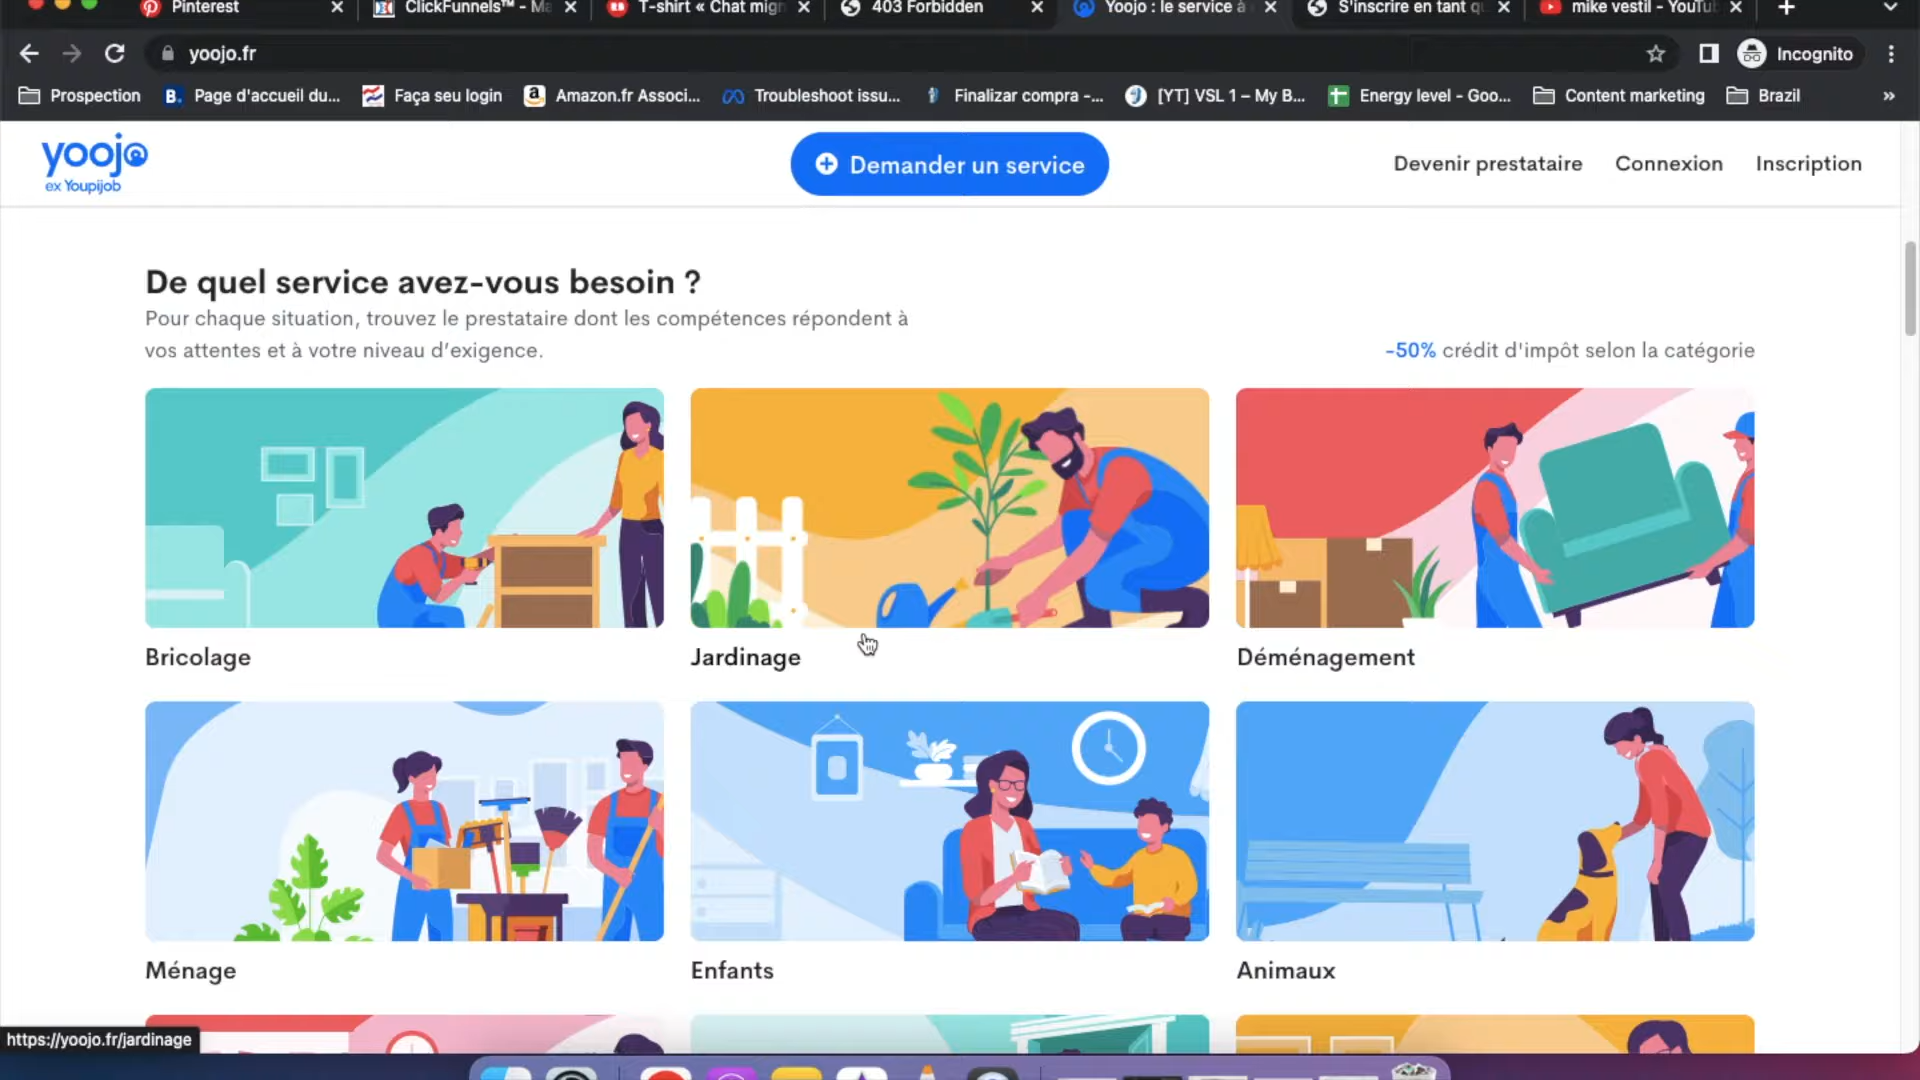 Pinterest
ClickFunnels™ - Ma
T-shirt « Chat mign
403 Forbidden
Yoojo : le service à
S'inscrire en tant q
mike vestil - YouTub
yoojo.fr
Incognito
Prospection
Page d'accueil du...
Faça seu login
Amazon.fr Associ...
Troubleshoot issu...
Finalizar compra -...
[YT] VSL 1 – My B...
Energy level - Goo...
Content marketing
Brazil
»
yoojo
ex Youpijob
Demander un service
Devenir prestataire
Connexion
Inscription
De quel service avez-vous besoin ?
Pour chaque situation, trouvez le prestataire dont les compétences répondent à
vos attentes et à votre niveau d'exigence.
-50% crédit d'impôt selon la catégorie
Bricolage
Jardinage
Déménagement
Ménage
Enfants
Animaux
https://yoojo.fr/jardinage